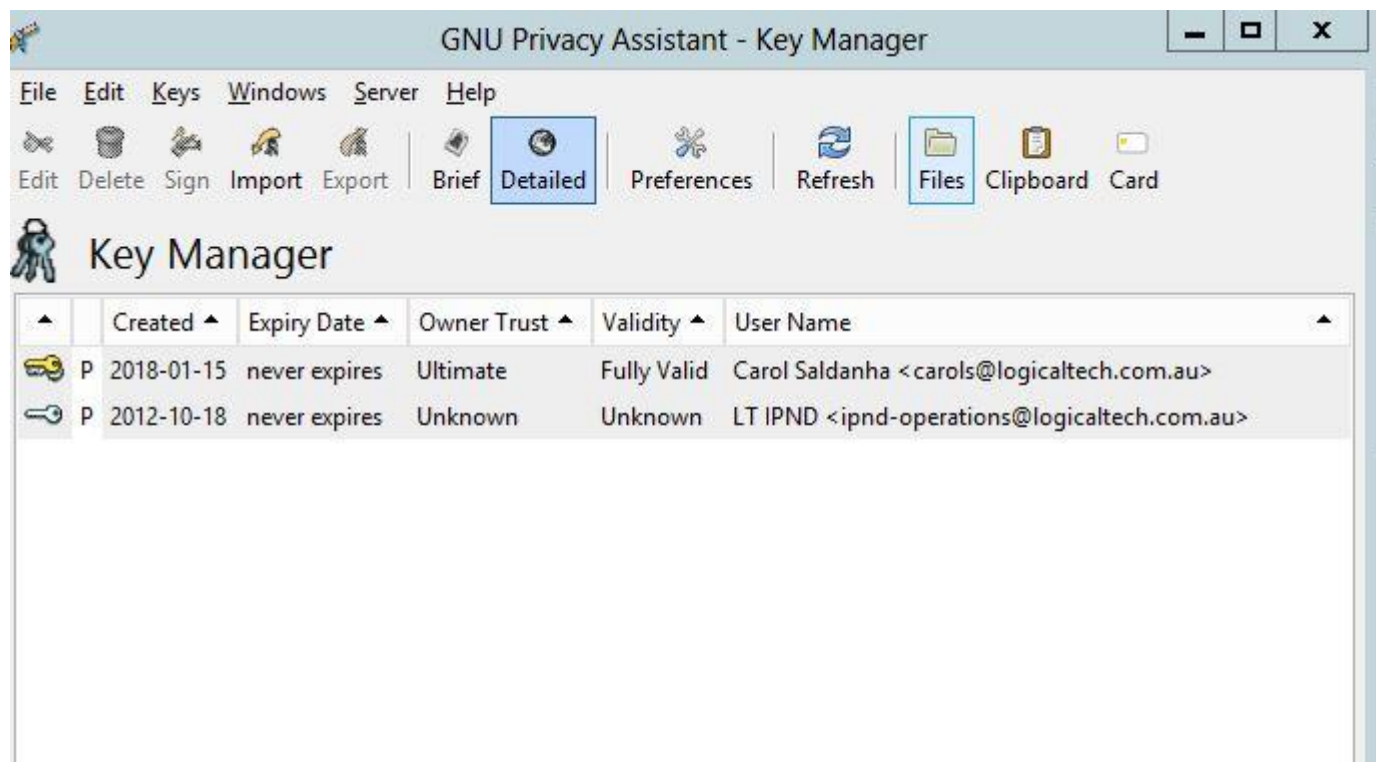 GNU Privacy Assistant - Key Manager
File Edit Keys Windows Server Help
Edit Delete Sign Import Export Brief Detailed Preferences Refresh Files Clipboard Card
Key Manager
Created Expiry Date Owner Trust Validity User Name
P 2018-01-15 never expires Ultimate Fully Valid Carol Saldanha <carols@logicaltech.com.au>
P 2012-10-18 never expires Unknown Unknown LT IPND <ipnd-operations@logicaltech.com.au>